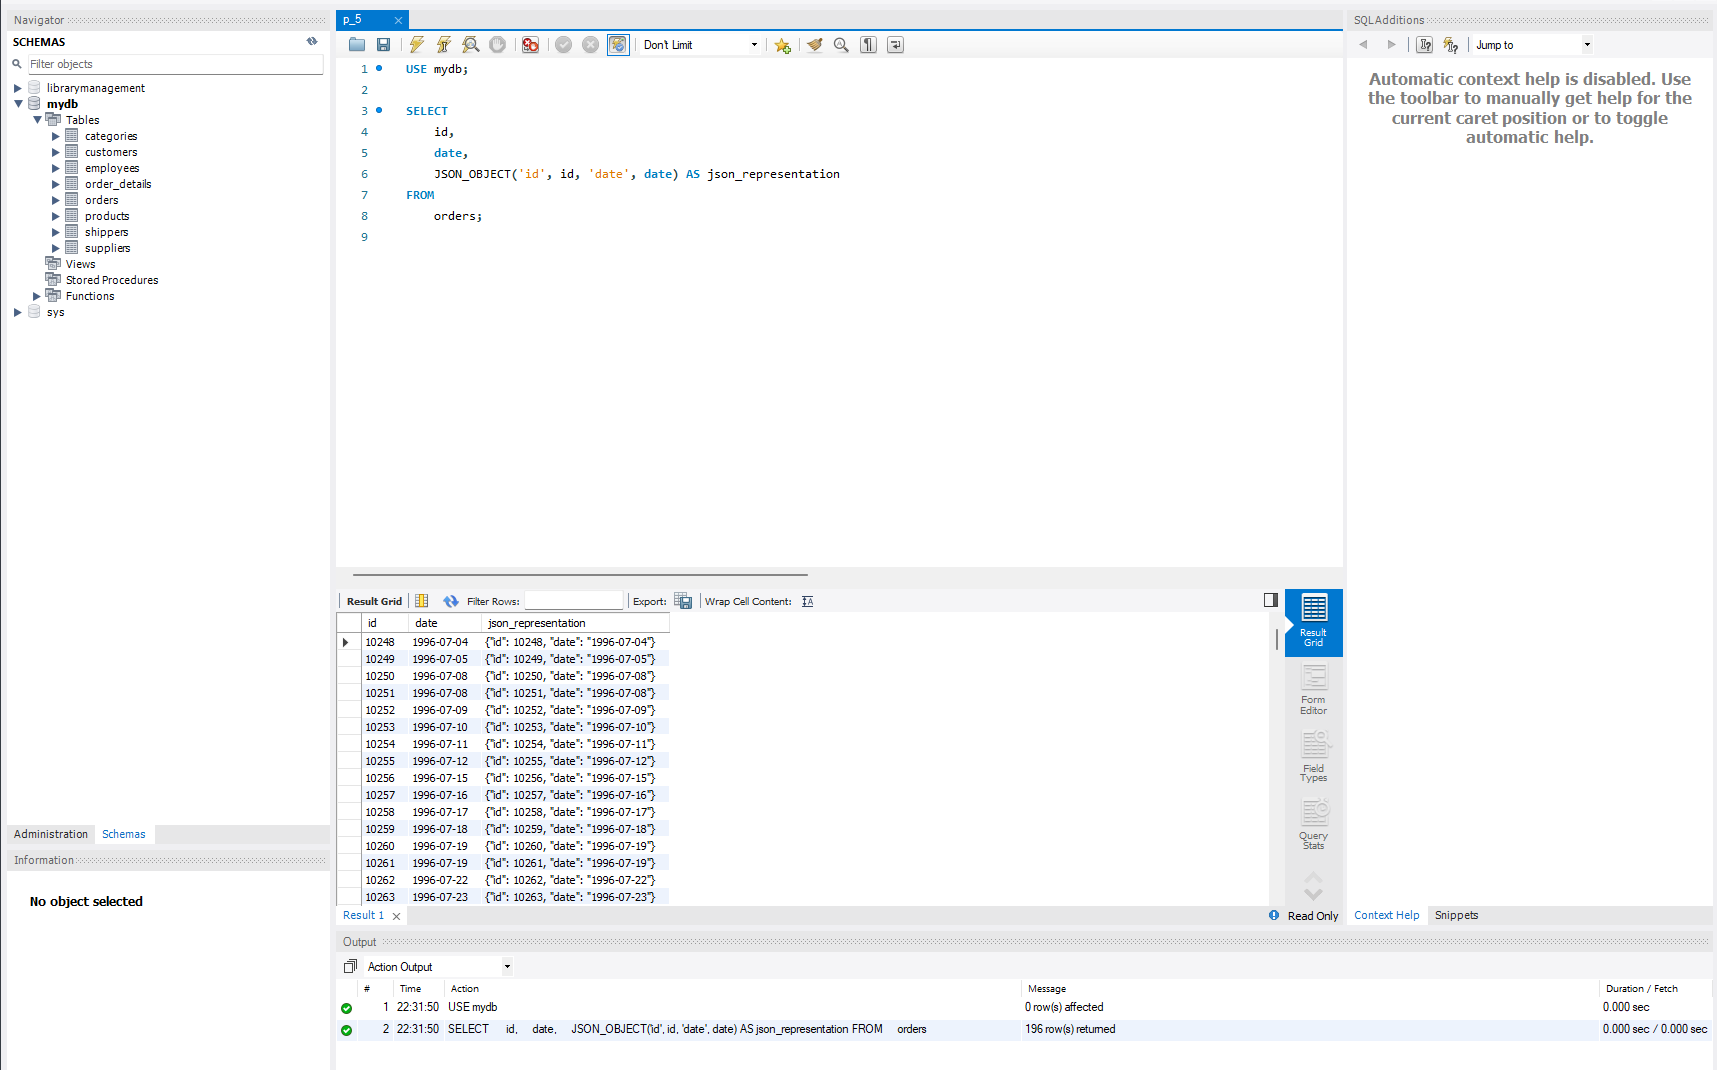 Navigator
SCHEMAS
Filter objects
librarymanagement
mydb
Tables
categories
customers
employees
order_details
orders
products
shippers
suppliers
Views
Stored Procedures
Functions
sys
Administration Schemas
Information
No object selected
p_5
Don't Limit
1 USE mydb;
2
3 SELECT
4 id,
5 date,
6 JSON_OBJECT('id', id, 'date', date) AS json_representation
7 FROM
8 orders;
9
Result Grid Filter Rows: Export: Wrap Cell Content:
id date json_representation
10248 1996-07-04 {"id": 10248, "date": "1996-07-04"}
10249 1996-07-05 {"id": 10249, "date": "1996-07-05"}
10250 1996-07-08 {"id": 10250, "date": "1996-07-08"}
10251 1996-07-08 {"id": 10251, "date": "1996-07-08"}
10252 1996-07-09 {"id": 10252, "date": "1996-07-09"}
10253 1996-07-10 {"id": 10253, "date": "1996-07-10"}
10254 1996-07-11 {"id": 10254, "date": "1996-07-11"}
10255 1996-07-12 {"id": 10255, "date": "1996-07-12"}
10256 1996-07-15 {"id": 10256, "date": "1996-07-15"}
10257 1996-07-16 {"id": 10257, "date": "1996-07-16"}
10258 1996-07-17 {"id": 10258, "date": "1996-07-17"}
10259 1996-07-18 {"id": 10259, "date": "1996-07-18"}
10260 1996-07-19 {"id": 10260, "date": "1996-07-19"}
10261 1996-07-19 {"id": 10261, "date": "1996-07-19"}
10262 1996-07-22 {"id": 10262, "date": "1996-07-22"}
10263 1996-07-23 {"id": 10263, "date": "1996-07-23"}
Result
Grid
Form
Editor
Field
Types
Query
Stats
Result 1
Read Only
SQLAdditions
Jump to
Automatic context help is disabled. Use
the toolbar to manually get help for the
current caret position or to toggle
automatic help.
Context Help Snippets
Output
Action Output
# Time Action Message Duration / Fetch
1 22:31:50 USE mydb 0 row(s) affected 0.000 sec
2 22:31:50 SELECT id, date, JSON_OBJECT('id', id, 'date', date) AS json_representation FROM orders 196 row(s) returned 0.000 sec / 0.000 sec